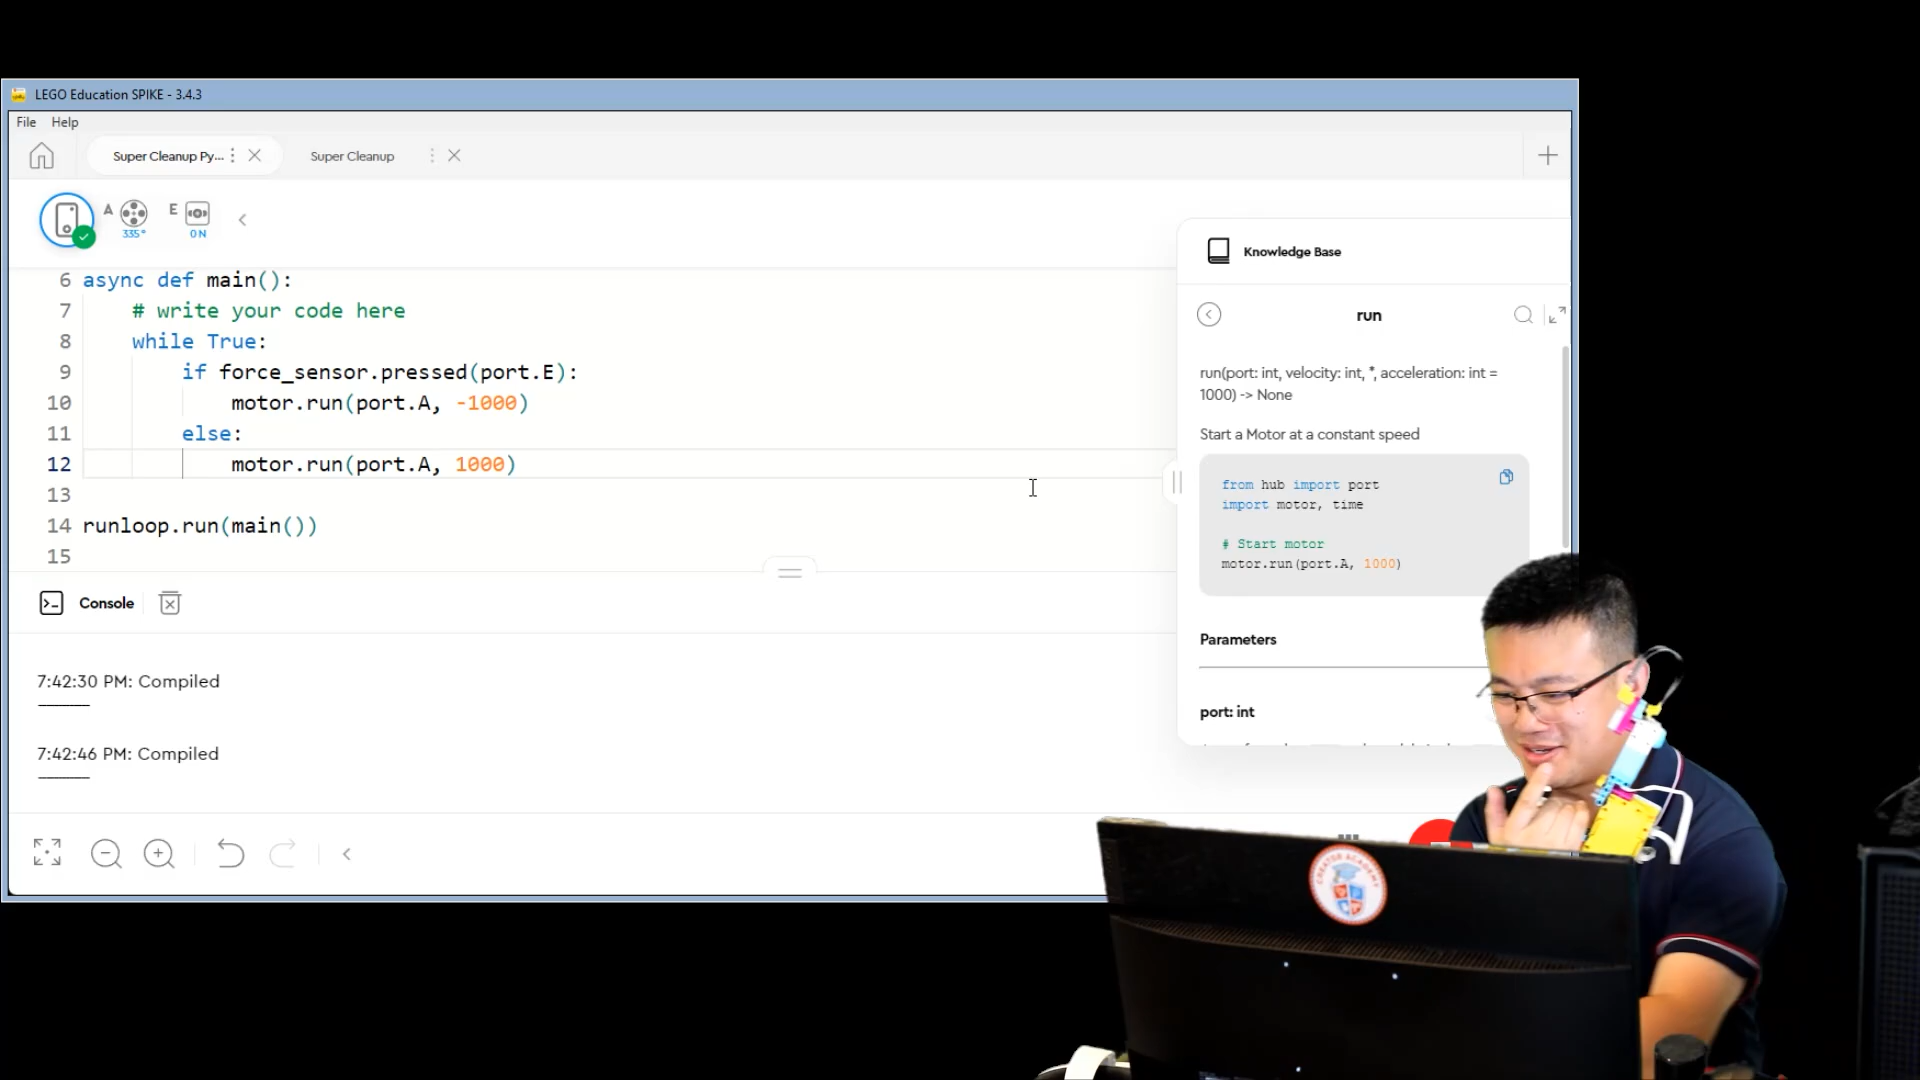 LEGO Education SPIKE - 3.4.3
File Help
Super Cleanup Py...
Super Cleanup
A
335°
E
ON
6 async def main():
7 # write your code here
8 while True:
9 if force_sensor.pressed(port.E):
10 motor.run(port.A, -1000)
11 else:
12 motor.run(port.A, 1000)
13
14 runloop.run(main())
15
Console
7:42:30 PM: Compiled
7:42:46 PM: Compiled
Knowledge Base
run
run(port: int, velocity: int, *, acceleration: int =
1000) -> None
Start a Motor at a constant speed
from hub import port
import motor, time
# Start motor
motor.run(port.A, 1000)
Parameters
port: int
CREATOR ACADEMY